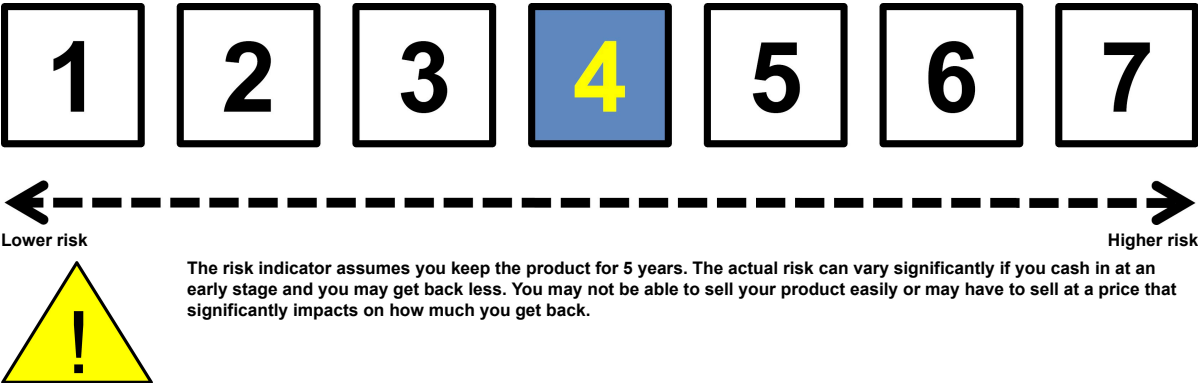 1 2 3 4 5 6 7
Lower risk Higher risk
The risk indicator assumes you keep the product for 5 years. The actual risk can vary significantly if you cash in at an
early stage and you may get back less. You may not be able to sell your product easily or may have to sell at a price that
significantly impacts on how much you get back.
!